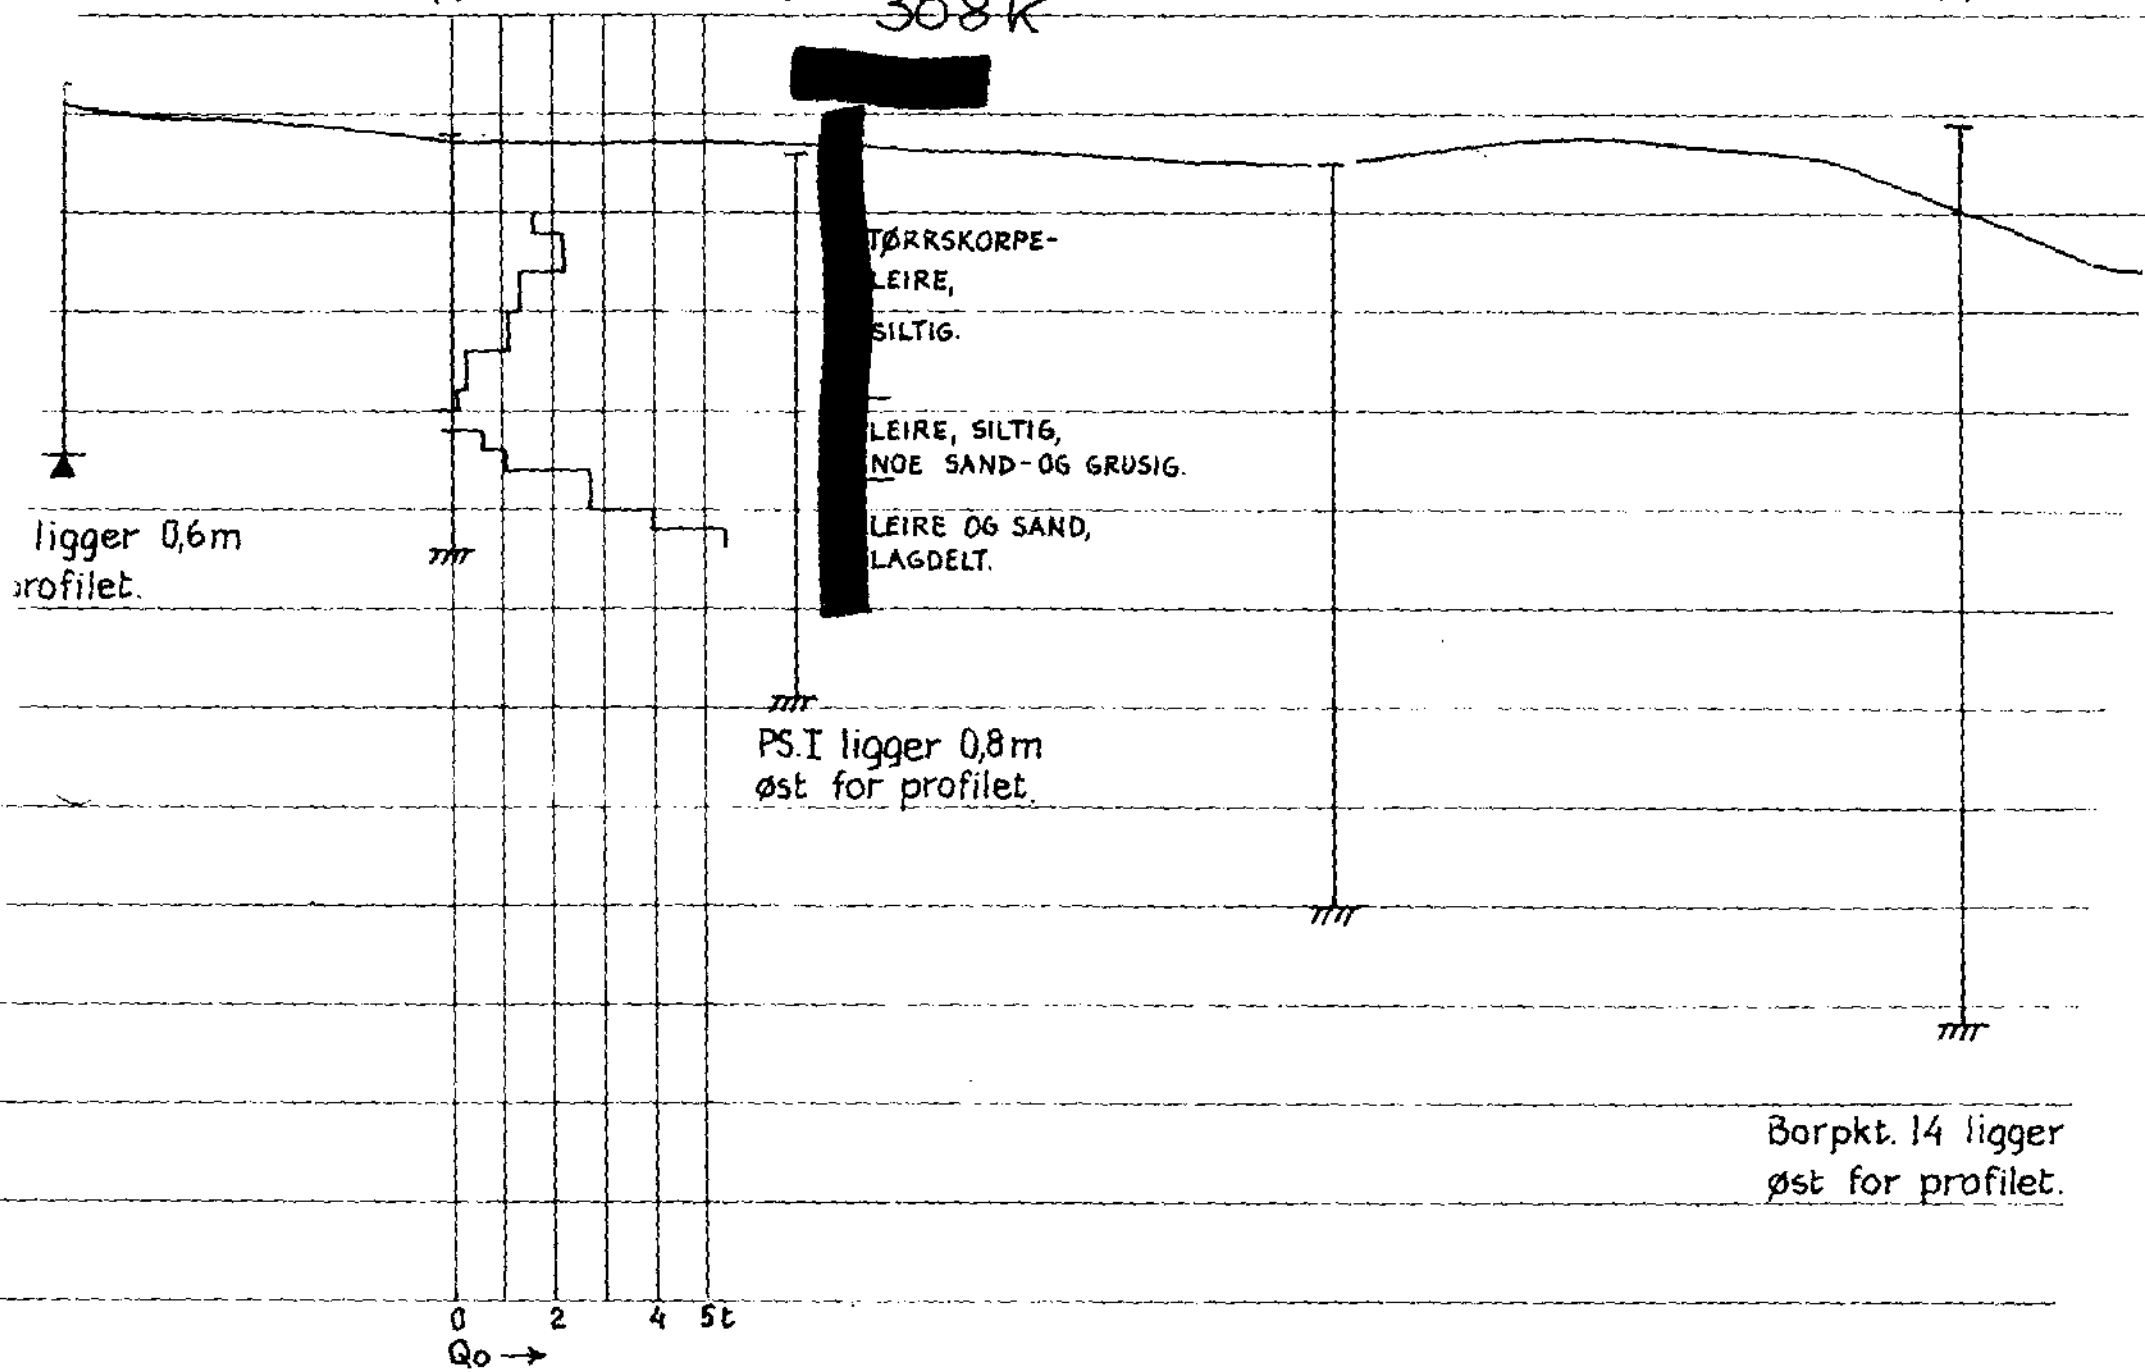 308K
TØRRSKORPE-
LEIRE,
SILTIG.
LEIRE, SILTIG,
NOE SAND-OG GRUSIG.
LEIRE OG SAND,
LAGDELT.
ligger 0,6m
profilet.
PS.I ligger 0,8m
øst for profilet.
Borpkt. 14 ligger
øst for profilet.
0 2 4 5t
Qo →